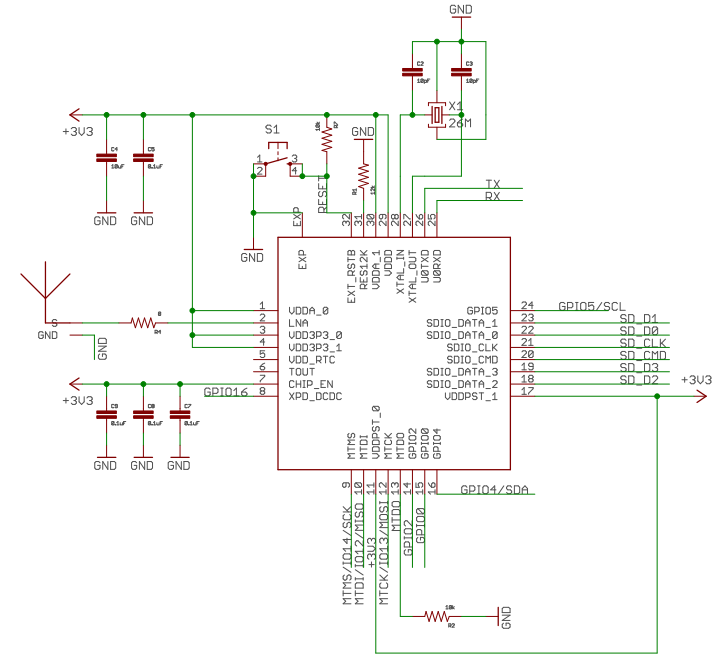 GND
C2
10pF
C3
10pF
X1
26M
+3V3
C4
10uF
C5
0.1uF
GND
GND
S1
1
3
2
4
10k
GND
R1
12k
RESET
EXP
GND
TX
RX
32
31
30
29
28
27
26
25
EXP
EXT_RSTB
RES12K
VDDA_1
VDDD
XTAL_IN
XTAL_OUT
U0TXD
U0RXD
1 VDDA_0
2 LNA
3 VDD3P3_0
4 VDD3P3_1
5 VDD_RTC
6 TOUT
7 CHIP_EN
8 XPD_DCDC
GPIO5 24 GPIO5/SCL
SDIO_DATA_1 23 SD_D1
SDIO_DATA_0 22 SD_D0
SDIO_CLK 21 SD_CLK
SDIO_CMD 20 SD_CMD
SDIO_DATA_3 19 SD_D3
SDIO_DATA_2 18 SD_D2
VDDPST_1 17
+3V3
S
GND
GND
0
R4
+3V3
GPIO16
0.1uF
C8
0.1uF
C7
0.1uF
GND
GND
GND
MTMS
MTDI
VDDPST_0
MTCK
MTDO
GPIO2
GPIO0
GPIO4
9
10
11
12
13
14
15
16
GPIO4/SDA
MTMS/IO14/SCK
MTDI/IO12/MISO
+3V3
MTCK/IO13/MOSI
MTDO
GPIO2
GPIO0
10k
R2
GND